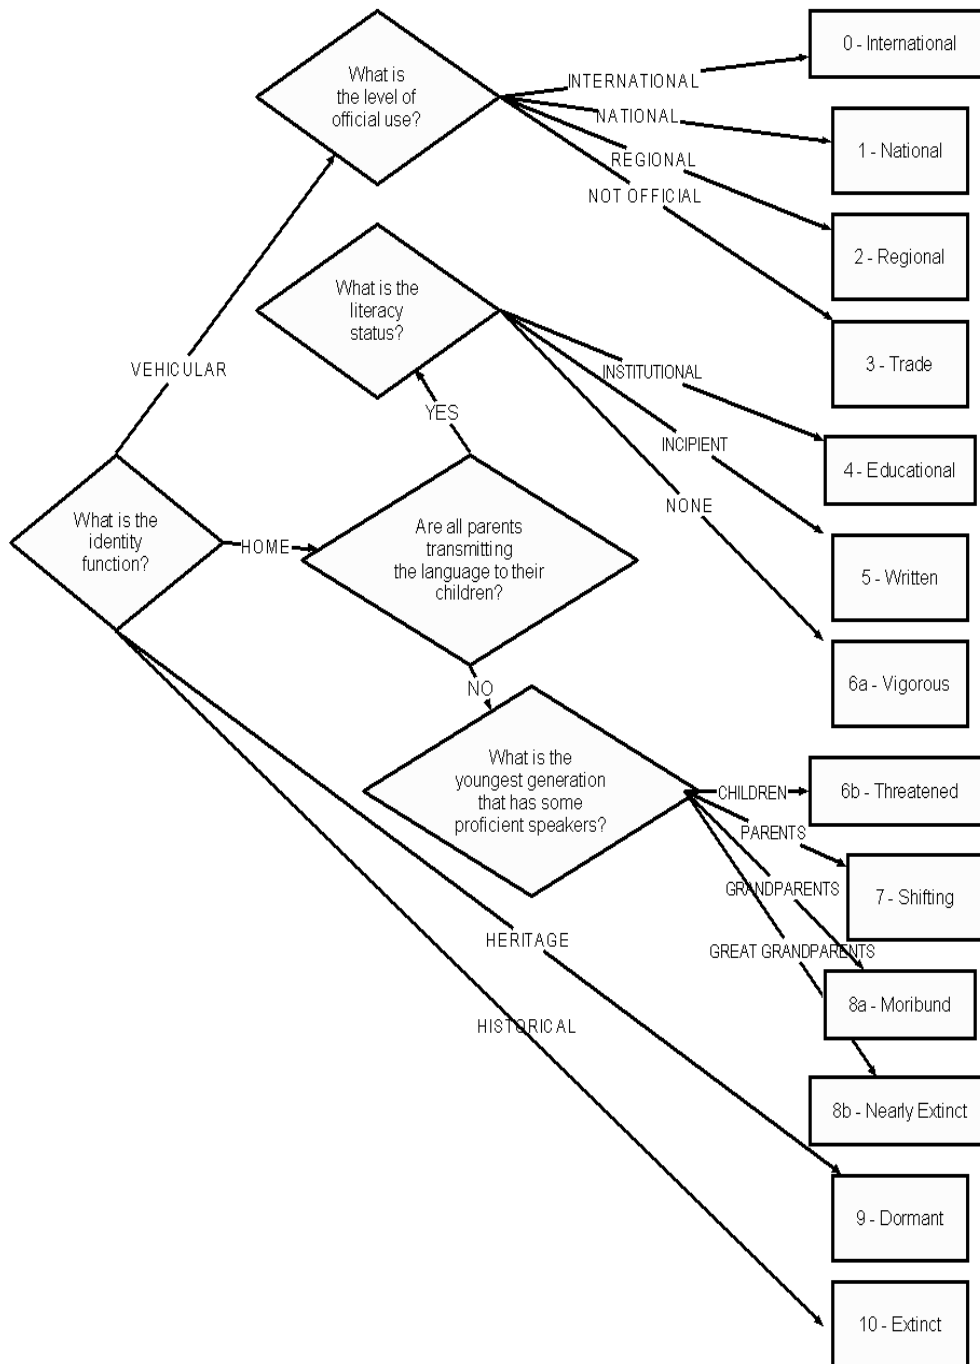 What is
the level of
official use?
INTERNATIONAL
NATIONAL
REGIONAL
NOT OFFICIAL
0 - International
1 - National
2 - Regional
3 - Trade
What is the
literacy
status?
INSTITUTIONAL
INCIPIENT
NONE
4 - Educational
5 - Written
6a - Vigorous
VEHICULAR
YES
What is the
identity
function?
HOME
Are all parents
transmitting
the language to their
children?
NO
What is the
youngest generation
that has some
proficient speakers?
CHILDREN
PARENTS
GRANDPARENTS
GREAT GRANDPARENTS
6b - Threatened
7 - Shifting
8a - Moribund
8b - Nearly Extinct
HERITAGE
HISTORICAL
9 - Dormant
10 - Extinct